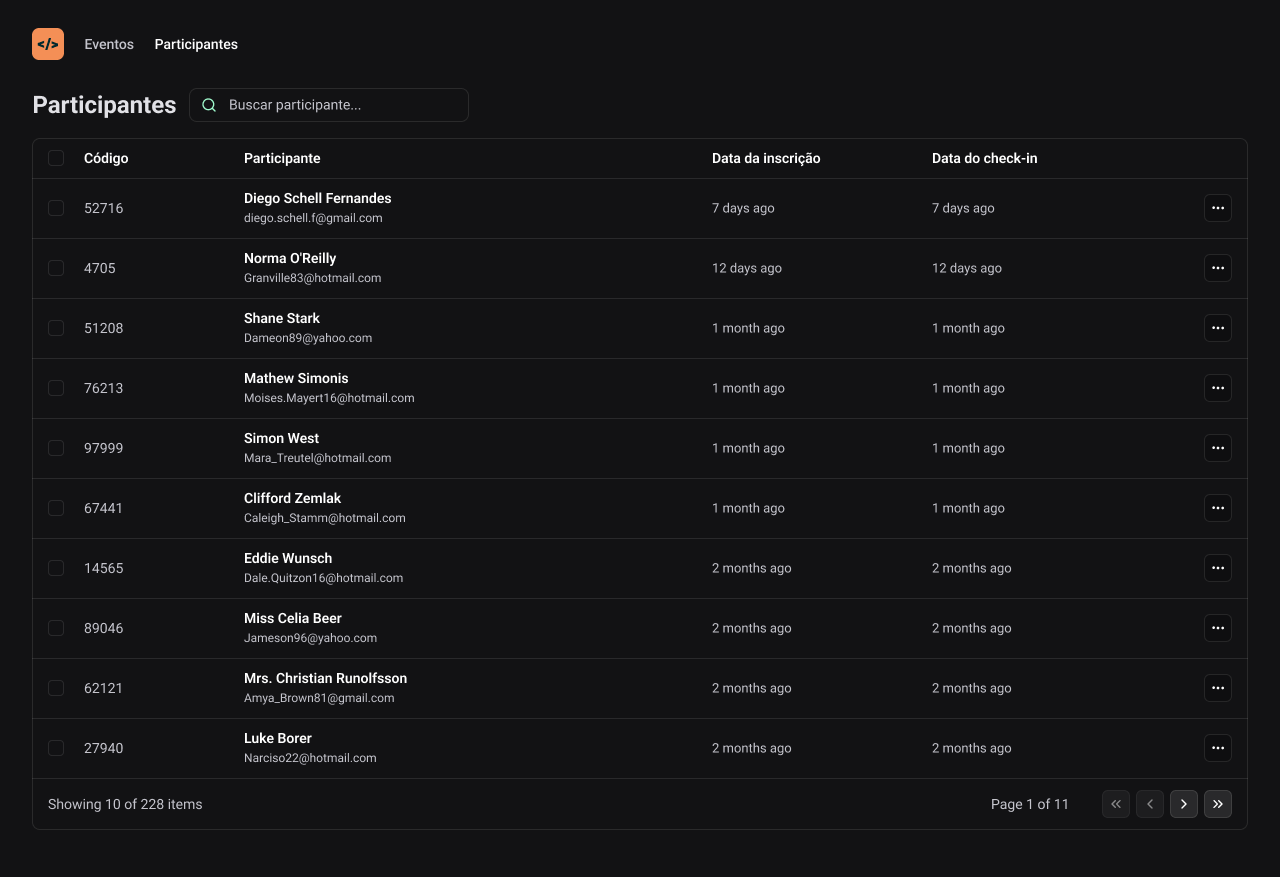 </>
Eventos Participantes
Participantes Buscar participante...
Código Participante Data da inscrição Data do check-in
52716 Diego Schell Fernandes 7 days ago 7 days ago
diego.schell.f@gmail.com
4705 Norma O'Reilly 12 days ago 12 days ago
Granville83@hotmail.com
51208 Shane Stark 1 month ago 1 month ago
Dameon89@yahoo.com
76213 Mathew Simonis 1 month ago 1 month ago
Moises.Mayert16@hotmail.com
97999 Simon West 1 month ago 1 month ago
Mara_Treutel@hotmail.com
67441 Clifford Zemlak 1 month ago 1 month ago
Caleigh_Stamm@hotmail.com
14565 Eddie Wunsch 2 months ago 2 months ago
Dale.Quitzon16@hotmail.com
89046 Miss Celia Beer 2 months ago 2 months ago
Jameson96@yahoo.com
62121 Mrs. Christian Runolfsson 2 months ago 2 months ago
Amya_Brown81@gmail.com
27940 Luke Borer 2 months ago 2 months ago
Narciso22@hotmail.com
Showing 10 of 228 items Page 1 of 11